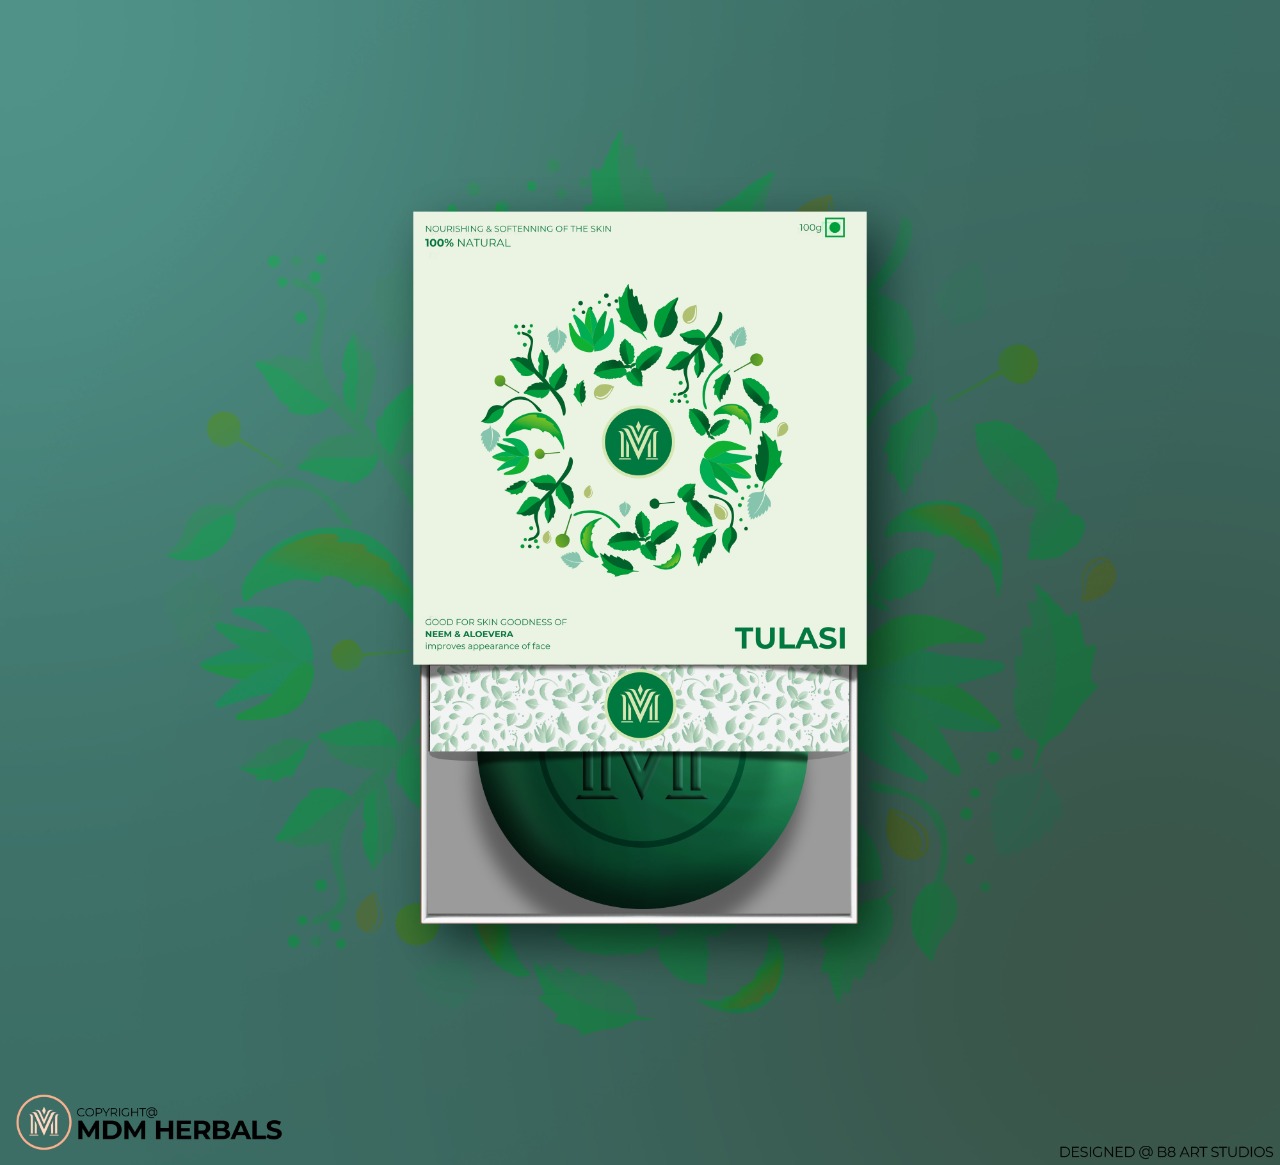 NOURISHING & SOFTENNING OF THE SKIN
100% NATURAL
100g
GOOD FOR SKIN GOODNESS OF
NEEM & ALOEVERA
improves appearance of face
TULASI
COPYRIGHT@
MDM HERBALS
DESIGNED @ B8 ART STUDIOS